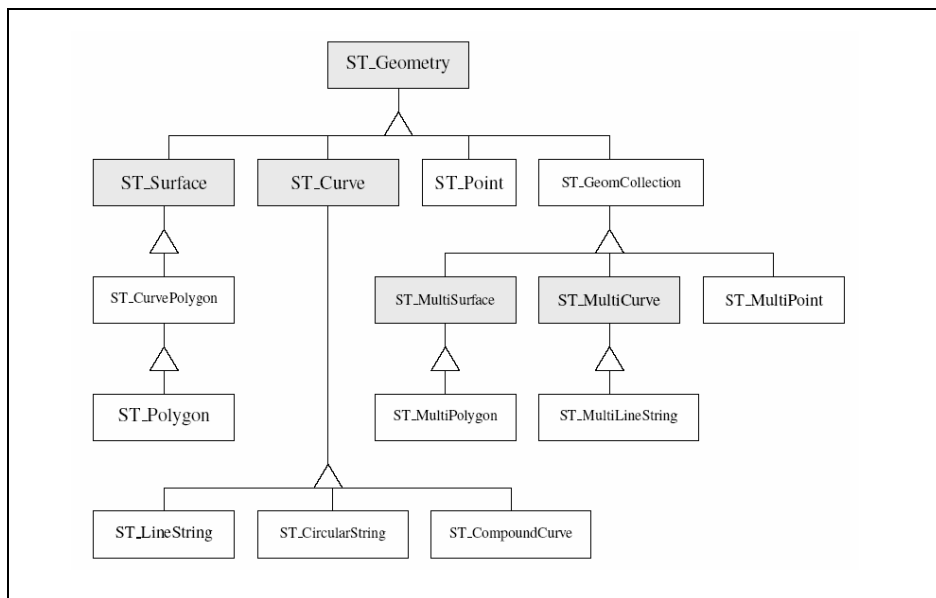 ST_Geometry
ST_Surface
ST_Curve
ST_Point
ST_GeomCollection
ST_CurvePolygon
ST_MultiSurface
ST_MultiCurve
ST_MultiPoint
ST_Polygon
ST_MultiPolygon
ST_MultiLineString
ST_LineString
ST_CircularString
ST_CompoundCurve